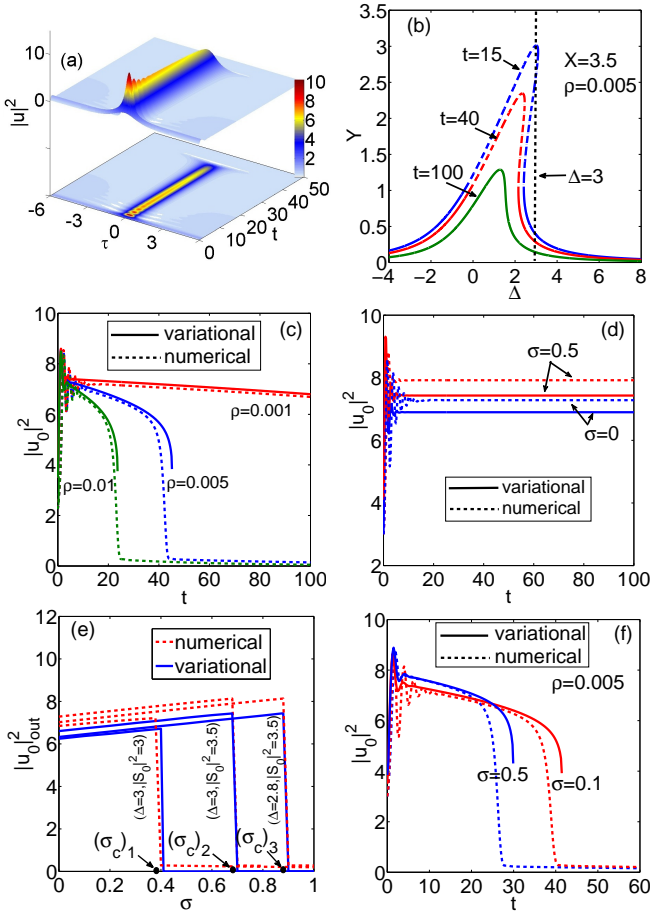 (a)
|u|²
10
0
10
8
6
4
2
−6
−3
0
3
τ
0
10
20
30
40
50
t
(b)
3.5
3
2.5
2
1.5
1
0.5
0
Y
t=15
t=40
t=100
X=3.5
ρ=0.005
Δ=3
−4 −2 0 2 4 6 8
Δ
(c)
10
8
6
4
2
0
|u₀|²
variational
numerical
ρ=0.001
ρ=0.01
ρ=0.005
0 20 40 60 80 100
t
(d)
10
8
6
4
2
|u₀|²
σ=0.5
σ=0
variational
numerical
0 20 40 60 80 100
t
(e)
12
10
8
6
4
2
0
|u₀|²out
numerical
variational
(Δ=3,|S₀|²=3)
(Δ=3,|S₀|²=3.5)
(Δ=2.8,|S₀|²=3.5)
(σc)₁
(σc)₂
(σc)₃
0 0.2 0.4 0.6 0.8 1
σ
(f)
10
8
6
4
2
0
|u₀|²
variational
numerical
ρ=0.005
σ=0.5
σ=0.1
0 10 20 30 40 50 60
t